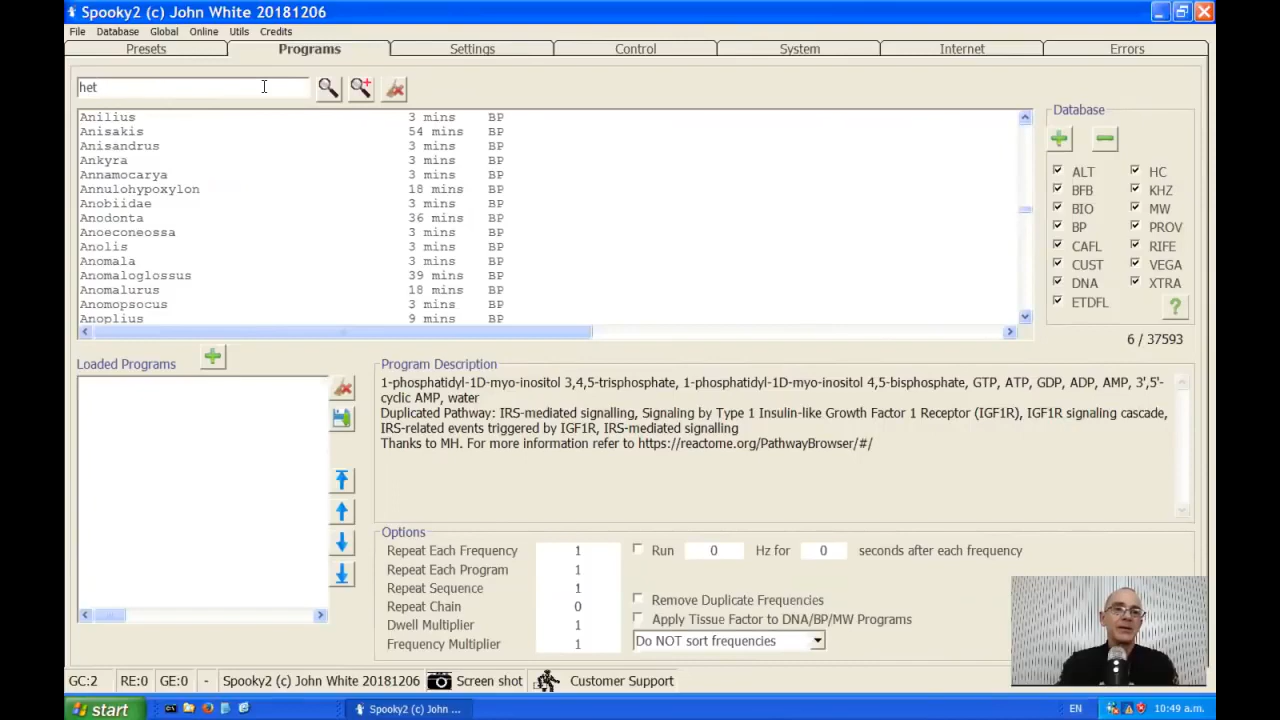 Spooky2 (c) John White 20181206
File Database Global Online Utils Credits
Presets Programs Settings Control System Internet Errors
het
Anilius 3 mins BP
Anisakis 54 mins BP
Anisandrus 3 mins BP
Ankyra 3 mins BP
Annamocarya 3 mins BP
Annulohypoxylon 18 mins BP
Anobiidae 3 mins BP
Anodonta 36 mins BP
Anoeconeossa 3 mins BP
Anolis 3 mins BP
Anomala 3 mins BP
Anomaloglossus 39 mins BP
Anomalurus 18 mins BP
Anomopsocus 3 mins BP
Anoplius 9 mins BP
Database
ALT HC
BFB KHZ
BIO MW
BP PROV
CAFL RIFE
CUST VEGA
DNA XTRA
ETDFL
?
6 / 37593
Loaded Programs
Program Description
1-phosphatidyl-1D-myo-inositol 3,4,5-trisphosphate, 1-phosphatidyl-1D-myo-inositol 4,5-bisphosphate, GTP, ATP, GDP, ADP, AMP, 3',5'-
cyclic AMP, water
Duplicated Pathway: IRS-mediated signalling, Signaling by Type 1 Insulin-like Growth Factor 1 Receptor (IGF1R), IGF1R signaling cascade,
IRS-related events triggered by IGF1R, IRS-mediated signalling
Thanks to MH. For more information refer to https://reactome.org/PathwayBrowser/#/
Options
Repeat Each Frequency 1 Run 0 Hz for 0 seconds after each frequency
Repeat Each Program 1
Repeat Sequence 1
Repeat Chain 0 Remove Duplicate Frequencies
Dwell Multiplier 1 Apply Tissue Factor to DNA/BP/MW Programs
Frequency Multiplier 1 Do NOT sort frequencies
GC:2 RE:0 GE:0 - Spooky2 (c) John White 20181206 Screen shot Customer Support
start Spooky2 (c) John ... EN 10:49 a.m.